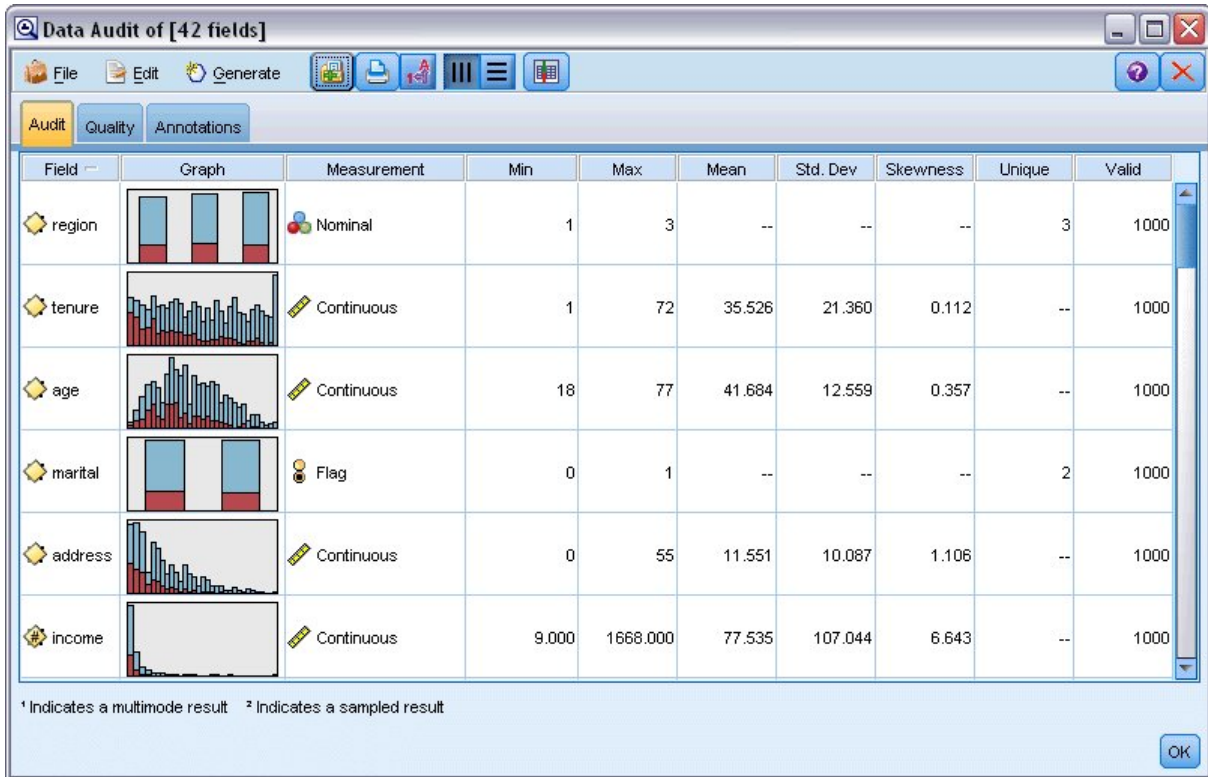 Data Audit of [42 fields]
File Edit Generate
Audit Quality Annotations
Field Graph Measurement Min Max Mean Std. Dev Skewness Unique Valid
region Nominal 1 3 -- -- -- 3 1000
tenure Continuous 1 72 35.526 21.360 0.112 -- 1000
age Continuous 18 77 41.684 12.559 0.357 -- 1000
marital Flag 0 1 -- -- -- 2 1000
address Continuous 0 55 11.551 10.087 1.106 -- 1000
income Continuous 9.000 1668.000 77.535 107.044 6.643 -- 1000
¹ Indicates a multimode result ² Indicates a sampled result
OK